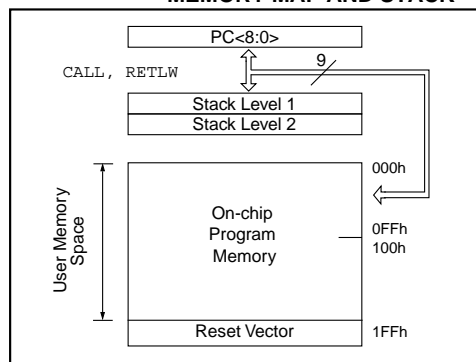 MEMORY MAP AND STACK
PC<8:0>
CALL, RETLW
9
Stack Level 1
Stack Level 2
000h
User Memory
Space
On-chip
Program
Memory
0FFh
100h
Reset Vector
1FFh